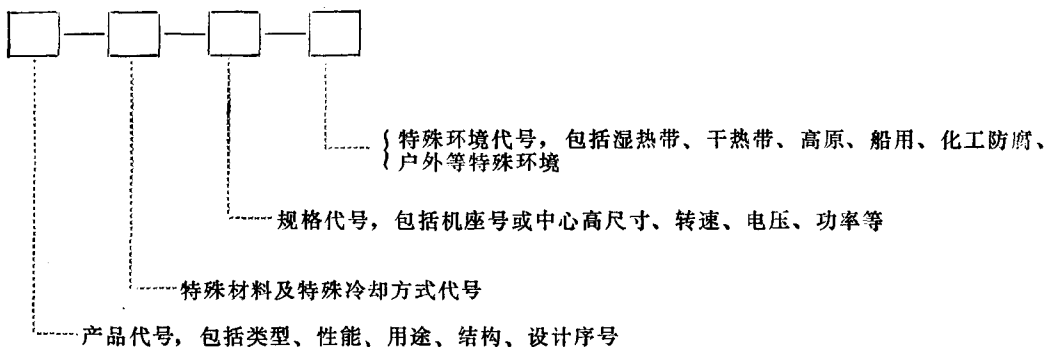 特殊环境代号，包括湿热带、干热带、高原、船用、化工防腐、
户外等特殊环境
规格代号，包括机座号或中心高尺寸、转速、电压、功率等
特殊材料及特殊冷却方式代号
产品代号，包括类型、性能、用途、结构、设计序号